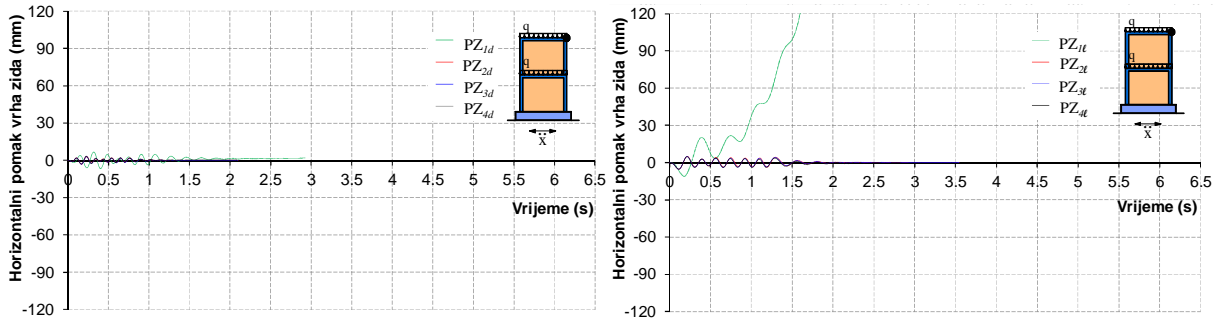 Horizontalni pomak vrha zida (mm)
120
90
60
30
0
-30
-60
-90
-120
0 0.5 1 1.5 2 2.5 3 3.5 4 4.5 5 5.5 6 6.5
Vrijeme (s)
PZ1d
PZ2d
PZ3d
PZ4d
q
q
ẍ
Horizontalni pomak vrha zida (mm)
120
90
60
30
0
-30
-60
-90
-120
0 0.5 1 1.5 2 2.5 3 3.5 4 4.5 5 5.5 6 6.5
Vrijeme (s)
PZ1ℓ
PZ2ℓ
PZ3ℓ
PZ4ℓ
q
q
ẍ